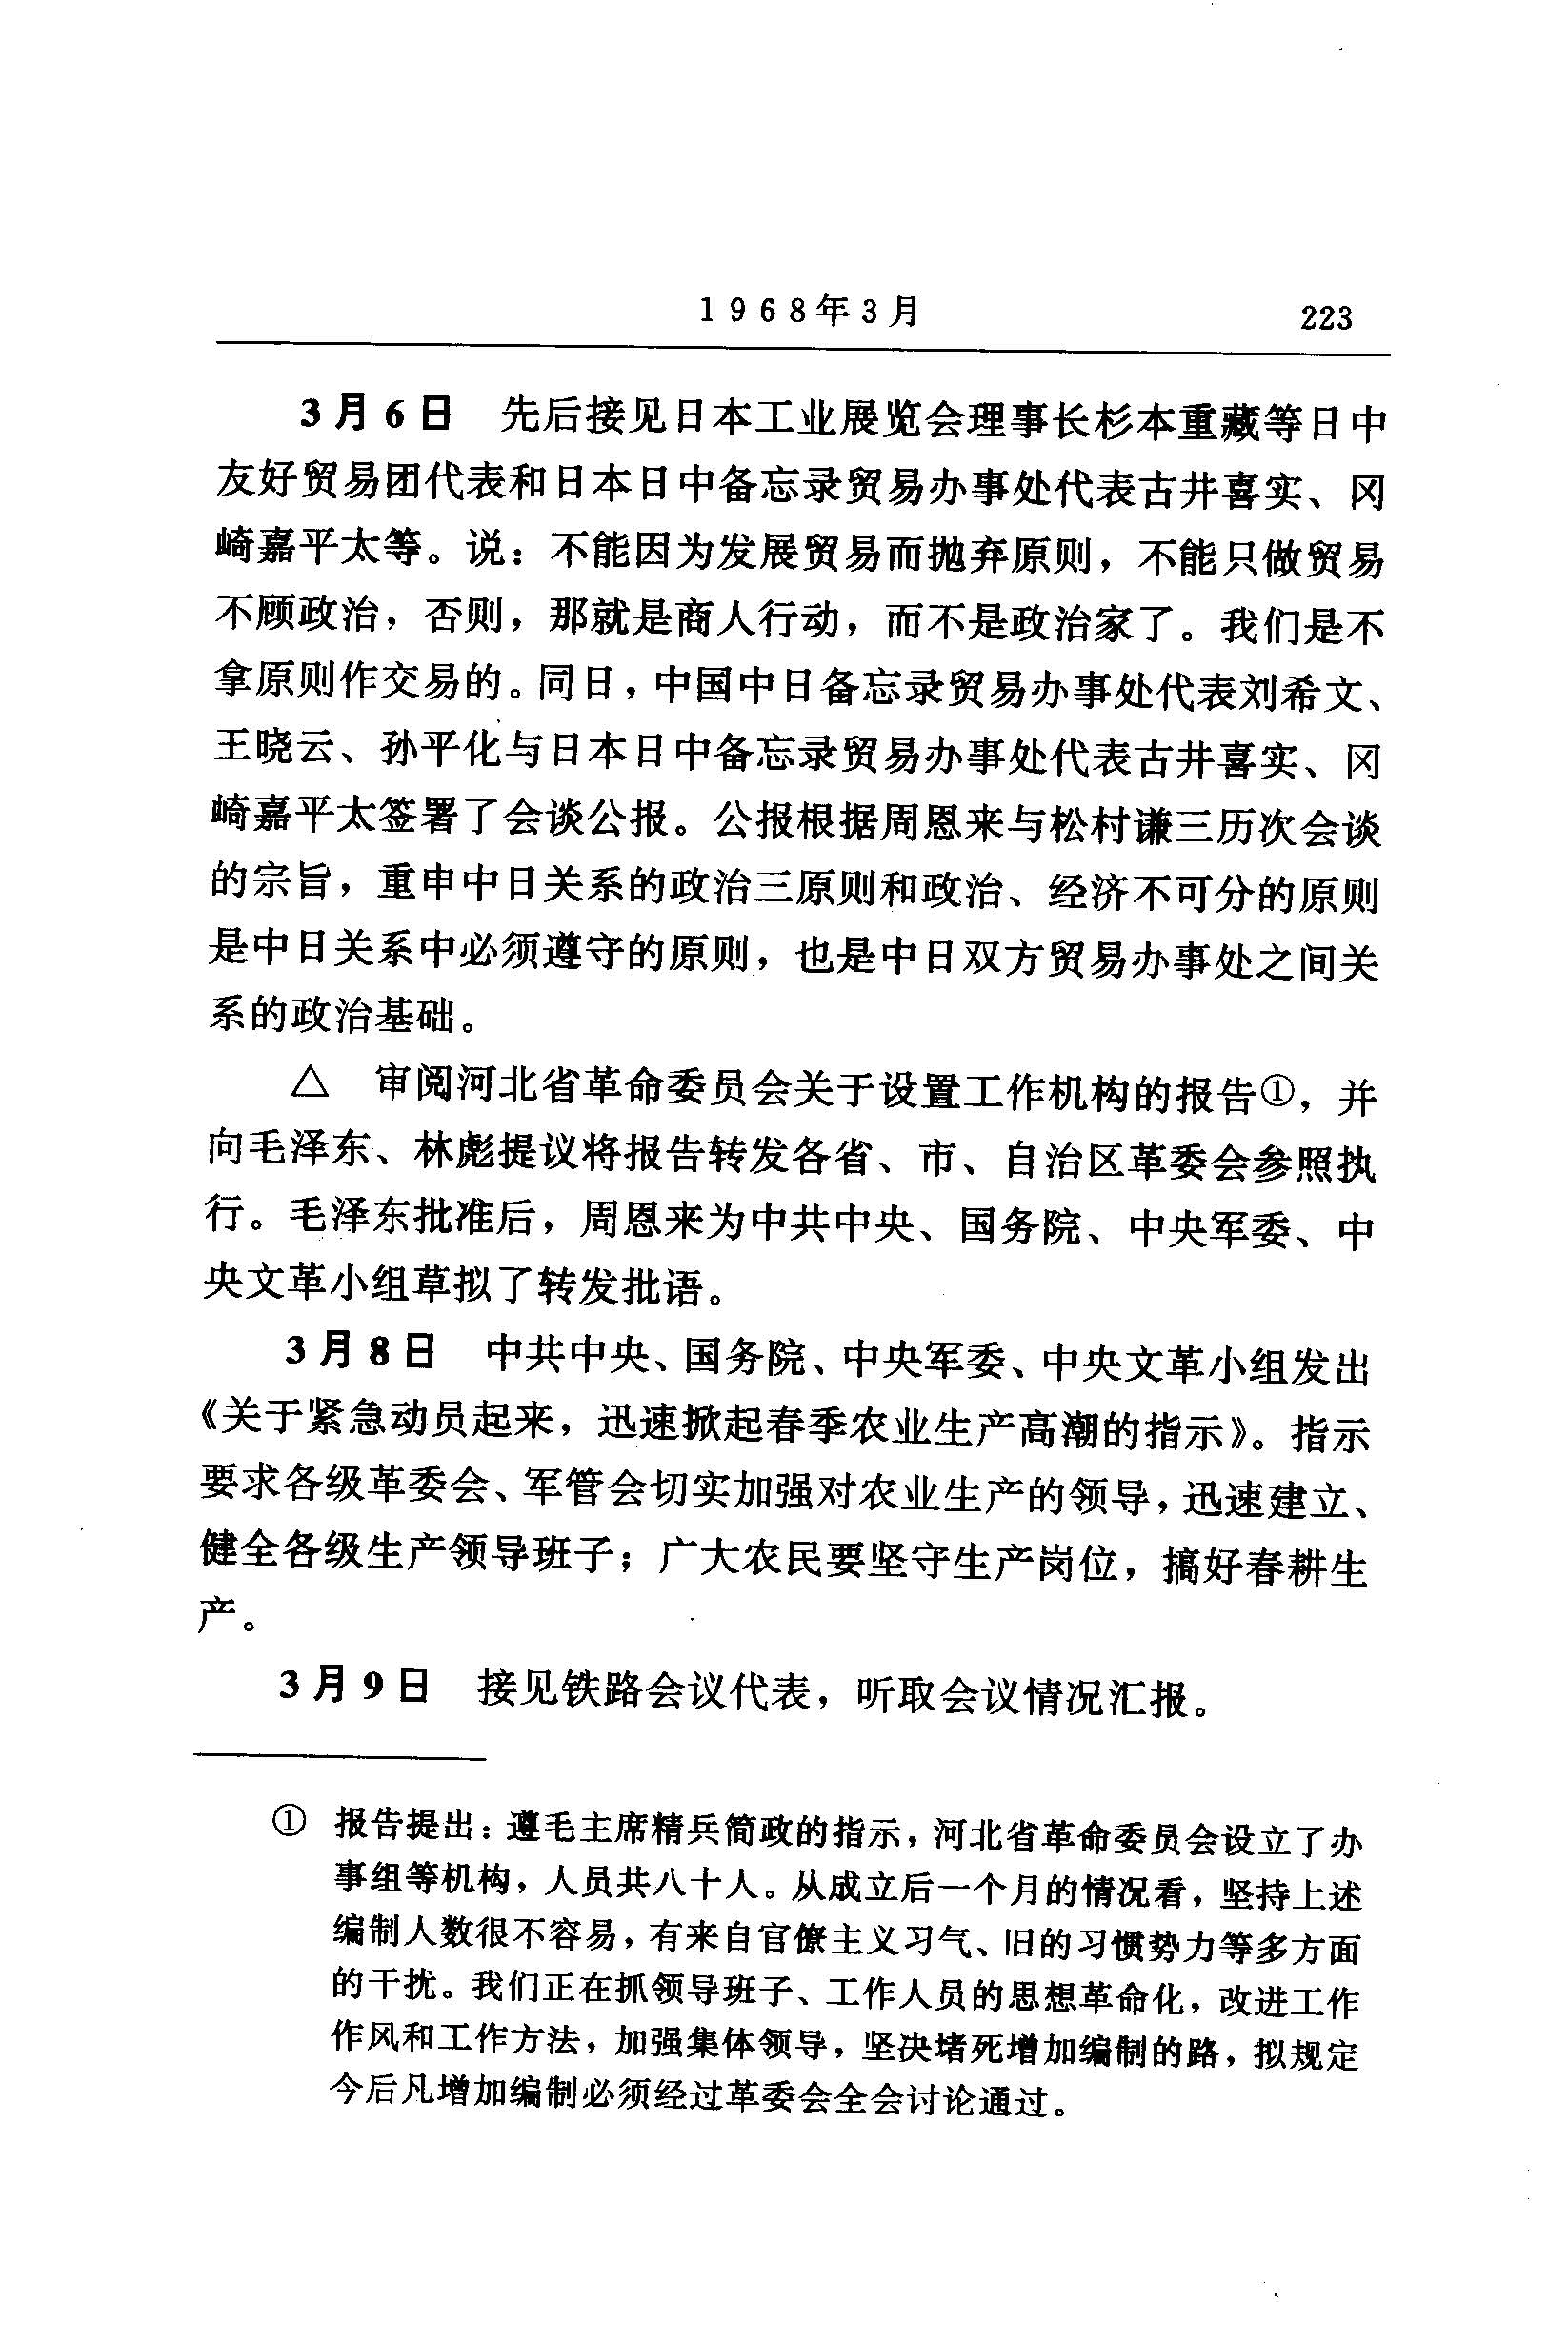 1968年3月 223
3月6日 先后接见日本工业展览会理事长杉本重藏等日中
友好贸易团代表和日本日中备忘录贸易办事处代表古井喜实、冈
崎嘉平太等。说：不能因为发展贸易而抛弃原则，不能只做贸易
不顾政治，否则，那就是商人行动，而不是政治家了。我们是不
拿原则作交易的。同日，中国中日备忘录贸易办事处代表刘希文、
王晓云、孙平化与日本日中备忘录贸易办事处代表古井喜实、冈
崎嘉平太签署了会谈公报。公报根据周恩来与松村谦三历次会谈
的宗旨，重申中日关系的政治三原则和政治、经济不可分的原则
是中日关系中必须遵守的原则，也是中日双方贸易办事处之间关
系的政治基础。
△ 审阅河北省革命委员会关于设置工作机构的报告①，并
向毛泽东、林彪提议将报告转发各省、市、自治区革委会参照执
行。毛泽东批准后，周恩来为中共中央、国务院、中央军委、中
央文革小组草拟了转发批语。
3月8日 中共中央、国务院、中央军委、中央文革小组发出
《关于紧急动员起来，迅速掀起春季农业生产高潮的指示》。指示
要求各级革委会、军管会切实加强对农业生产的领导，迅速建立、
健全各级生产领导班子；广大农民要坚守生产岗位，搞好春耕生
产。
3月9日 接见铁路会议代表，听取会议情况汇报。
① 报告提出：遵毛主席精兵简政的指示，河北省革命委员会设立了办
事组等机构，人员共八十人。从成立后一个月的情况看，坚持上述
编制人数很不容易，有来自官僚主义习气、旧的习惯势力等多方面
的干扰。我们正在抓领导班子、工作人员的思想革命化，改进工作
作风和工作方法，加强集体领导，坚决堵死增加编制的路，拟规定
今后凡增加编制必须经过革委会全会讨论通过。